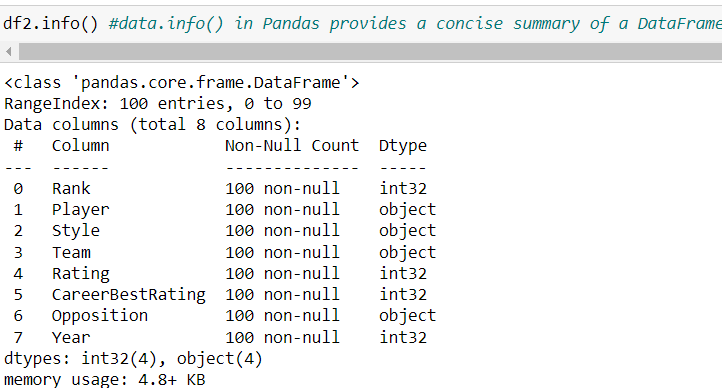 df2.info() #data.info() in Pandas provides a concise summary of a DataFrame
<class 'pandas.core.frame.DataFrame'>
RangeIndex: 100 entries, 0 to 99
Data columns (total 8 columns):
 #   Column            Non-Null Count  Dtype
---  ------            --------------  -----
 0   Rank              100 non-null    int32
 1   Player            100 non-null    object
 2   Style             100 non-null    object
 3   Team              100 non-null    object
 4   Rating            100 non-null    int32
 5   CareerBestRating  100 non-null    int32
 6   Opposition        100 non-null    object
 7   Year              100 non-null    int32
dtypes: int32(4), object(4)
memory usage: 4.8+ KB